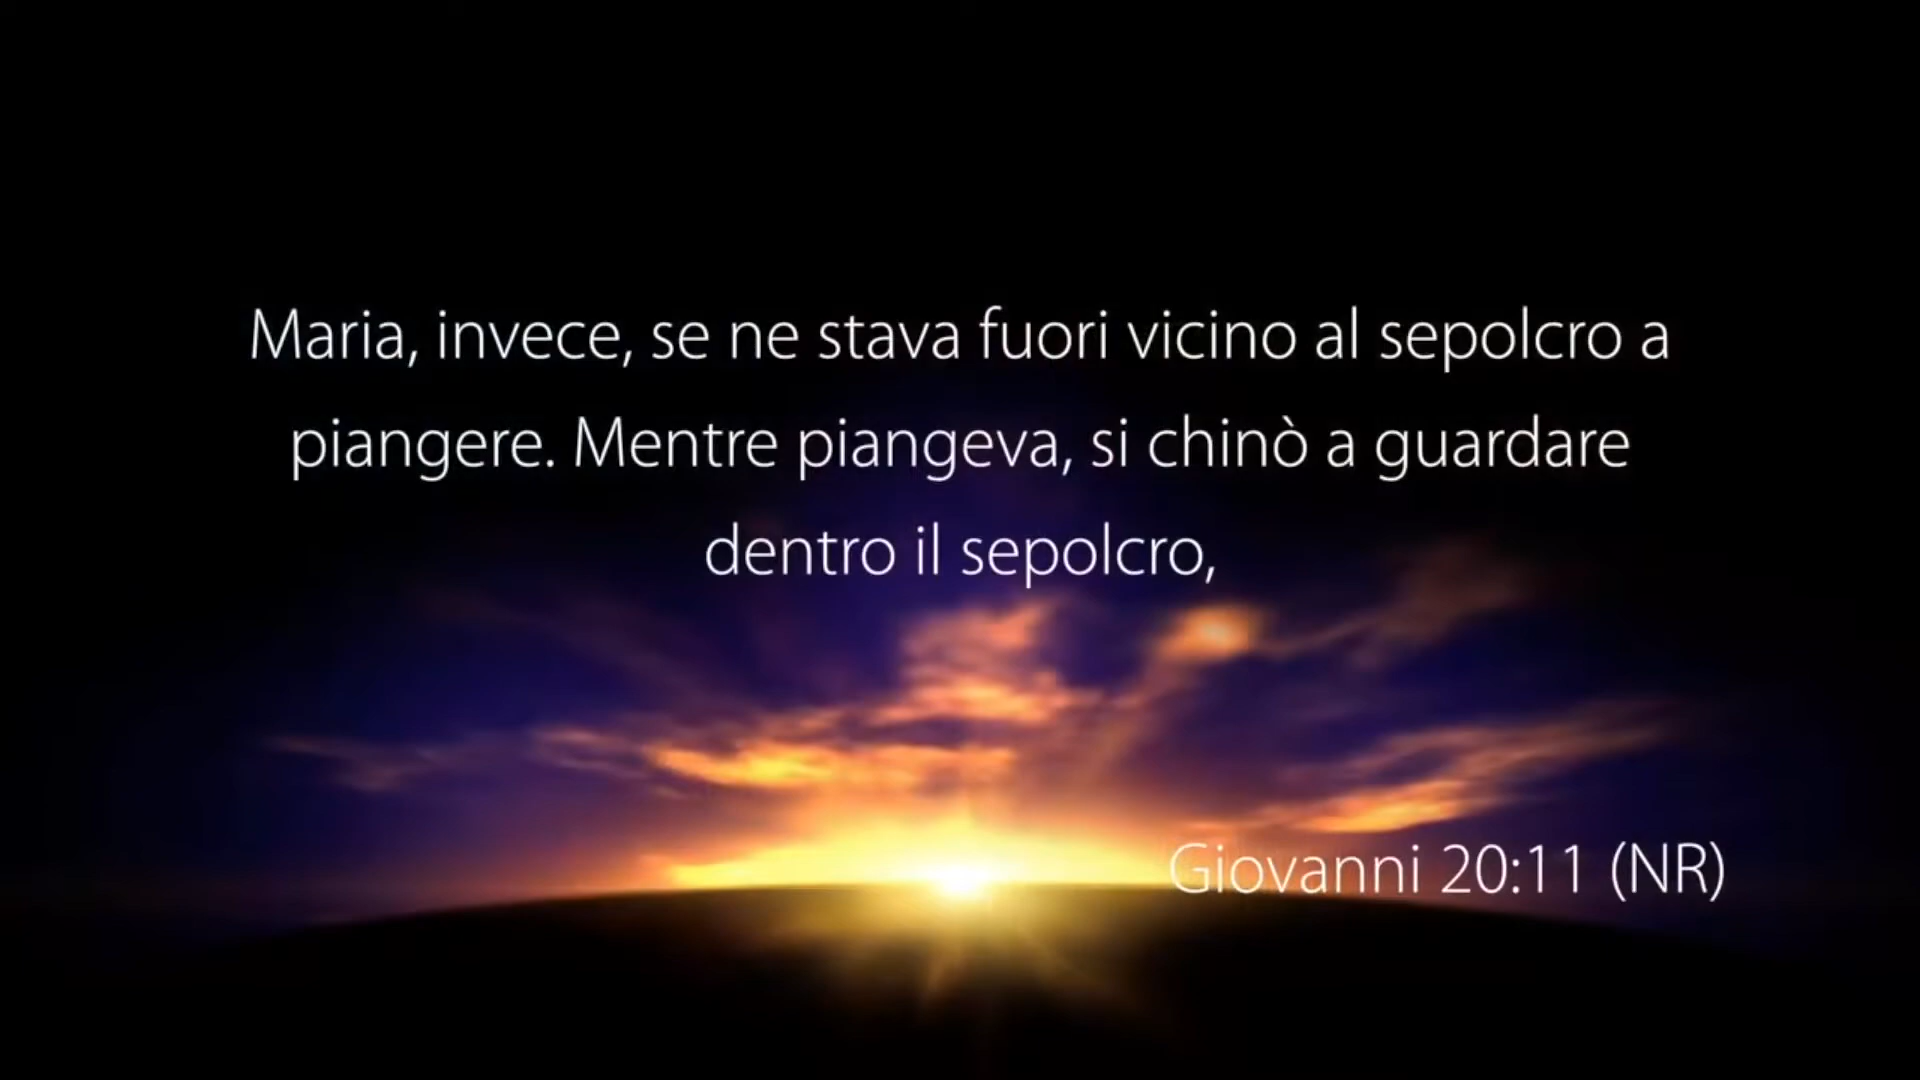 Maria, invece, se ne stava fuori vicino al sepolcro a
piangere. Mentre piangeva, si chinò a guardare
dentro il sepolcro,
Giovanni 20:11 (NR)